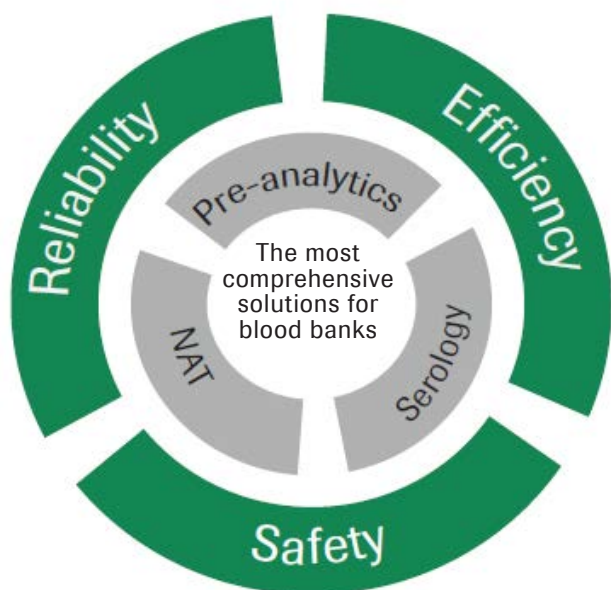 Reliability
Efficiency
Pre-analytics
The most
comprehensive
solutions for
blood banks
NAT
Serology
Safety